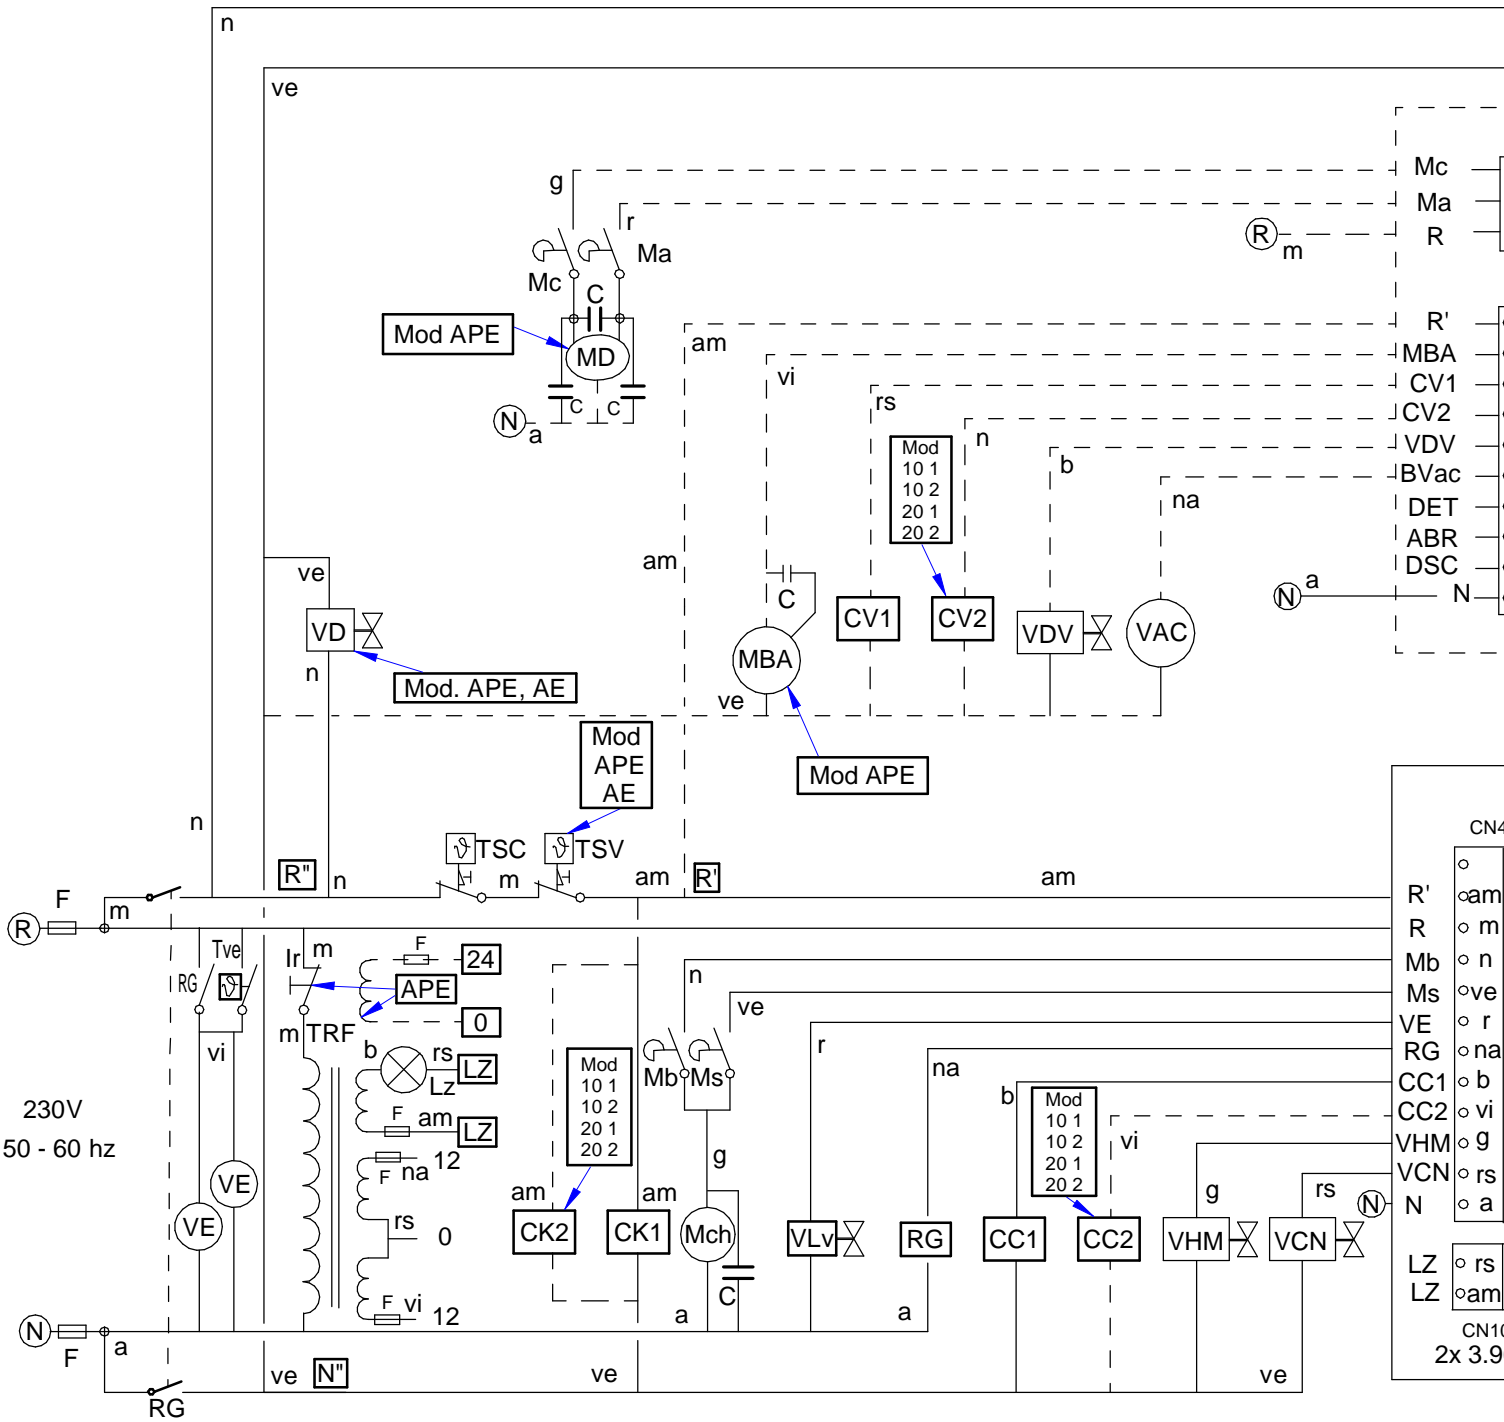 n
ve
Mc
g
Ma
r
R
m
R
Ma
Mc
C
Mod APE
MD
R'
am
MBA
vi
CV1
rs
C
C
CV2
n
N
a
Mod
10 1
10 2
20 1
20 2
VDV
b
BVac
na
DET
ABR
DSC
am
ve
N
a
N
C
CV1
CV2
VD
VDV
VAC
MBA
n
Mod. APE, AE
ve
Mod
APE
AE
Mod APE
n
CN4
TSC
TSV
R"
n
m
am
R'
am
R'
am
F
m
R
R
m
Tve
Ir
m
F
24
Mb
n
n
RG
APE
Ms
ve
ve
0
VE
r
r
m
TRF
vi
b
rs
Lz
LZ
Mod
10 1
10 2
20 1
20 2
Mb
Ms
na
RG
na
b
CC1
b
Mod
10 1
10 2
20 1
20 2
CC2
vi
vi
230V
50 - 60 hz
F
am
LZ
VHM
g
F
na
12
g
VCN
rs
VE
am
am
g
rs
N
N
a
VE
rs
0
CK2
CK1
Mch
VLv
RG
CC1
CC2
VHM
VCN
LZ
rs
LZ
am
C
F
vi
12
N
F
a
a
a
CN10
2x 3.9
ve
N"
ve
ve
RG